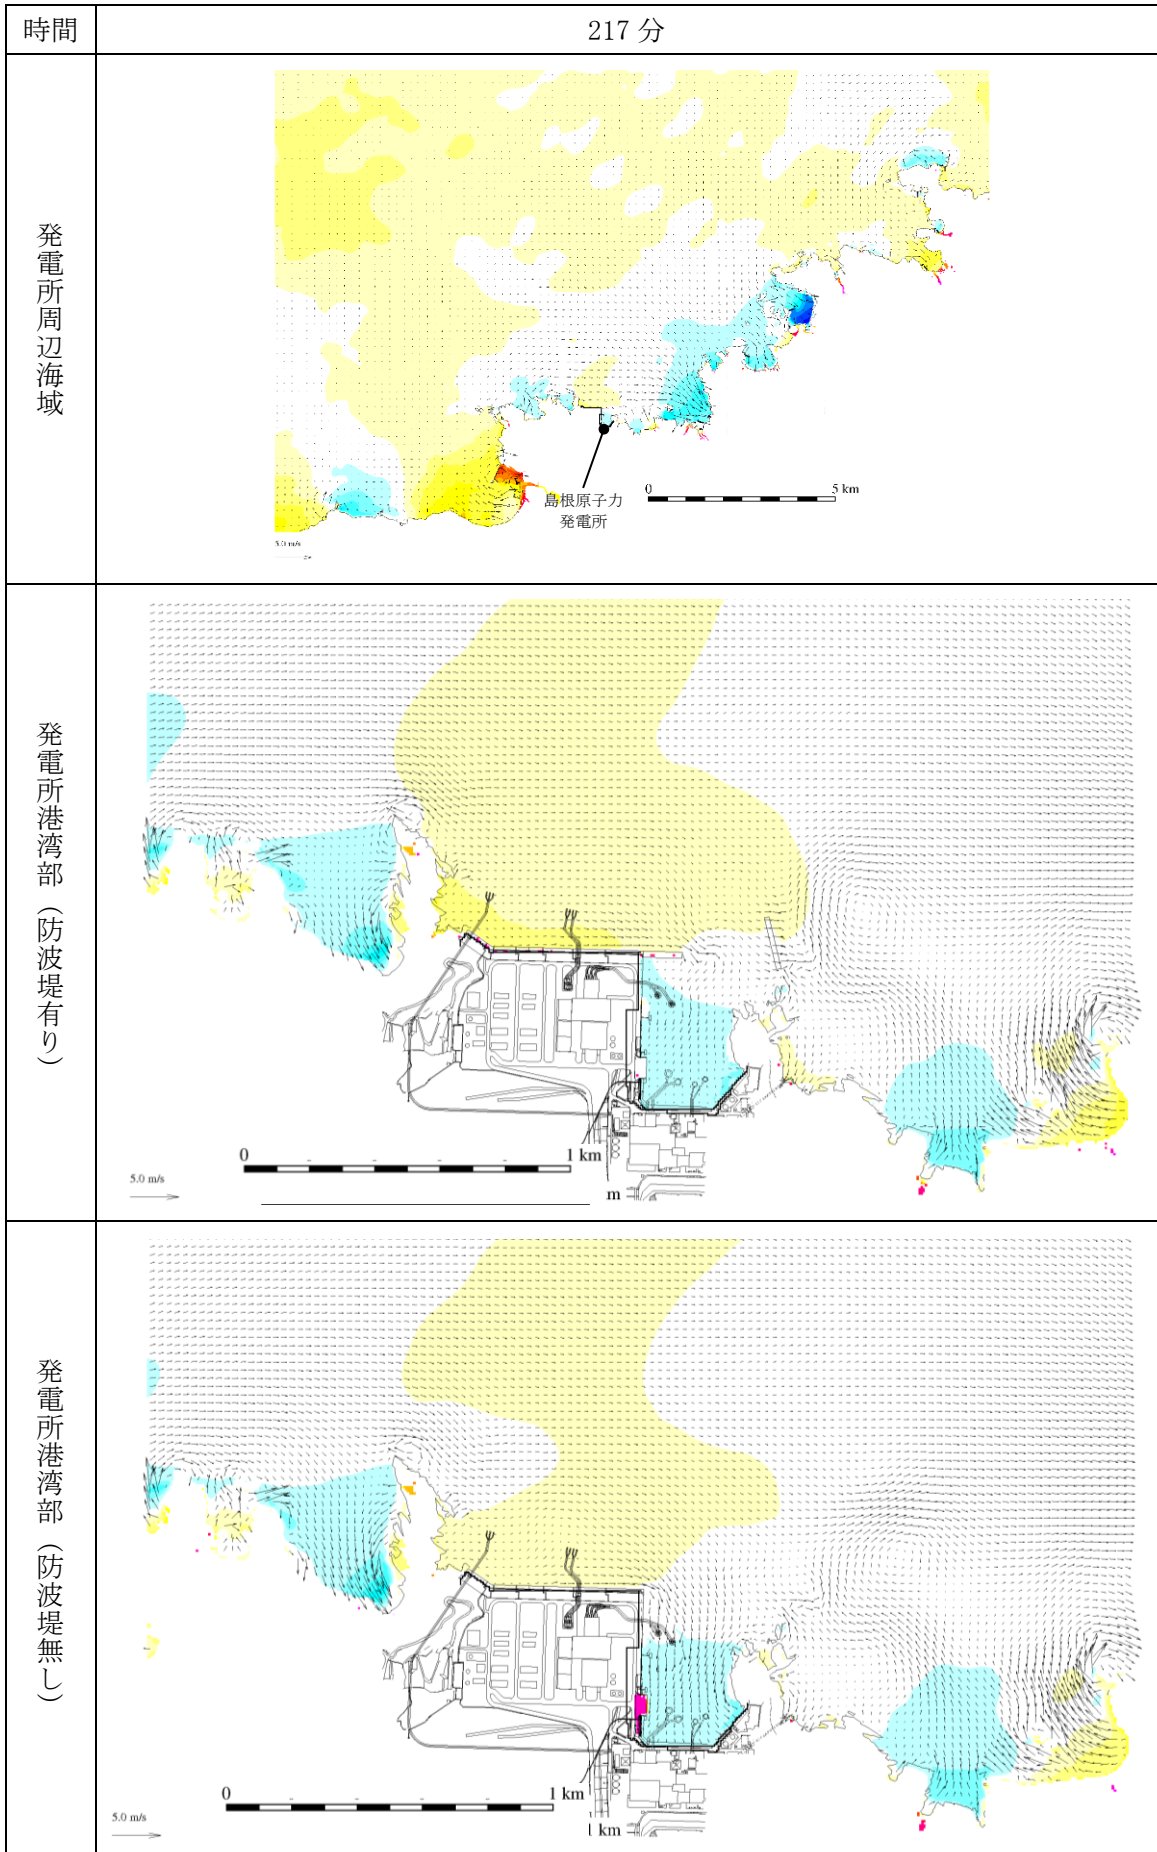 時間
217 分
発電所周辺海域
島根原子力
発電所
0
5 km
5.0 m/s
発電所港湾部（防波堤有り）
0
1 km
5.0 m/s
m
発電所港湾部（防波堤無し）
0
1 km
5.0 m/s
1 km